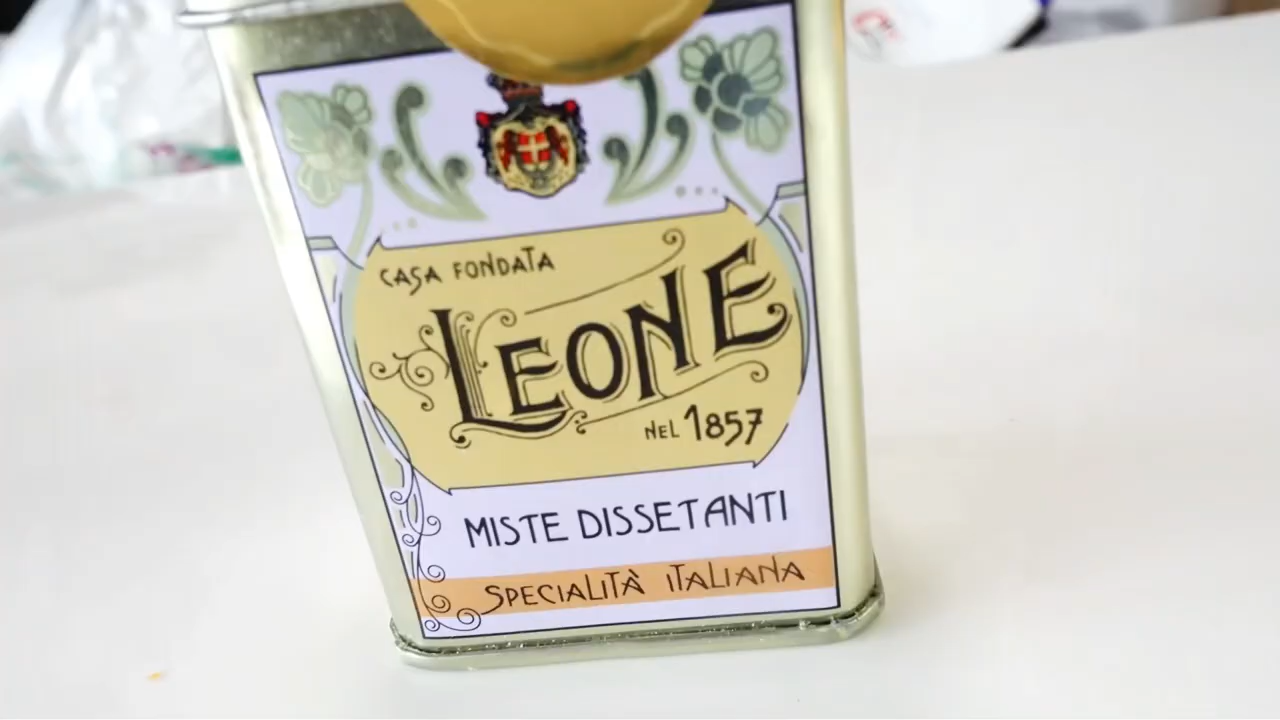 CASA FONDATA
LEONE
NEL 1857
MISTE DISSETANTI
SPECIALITÀ ITALIANA